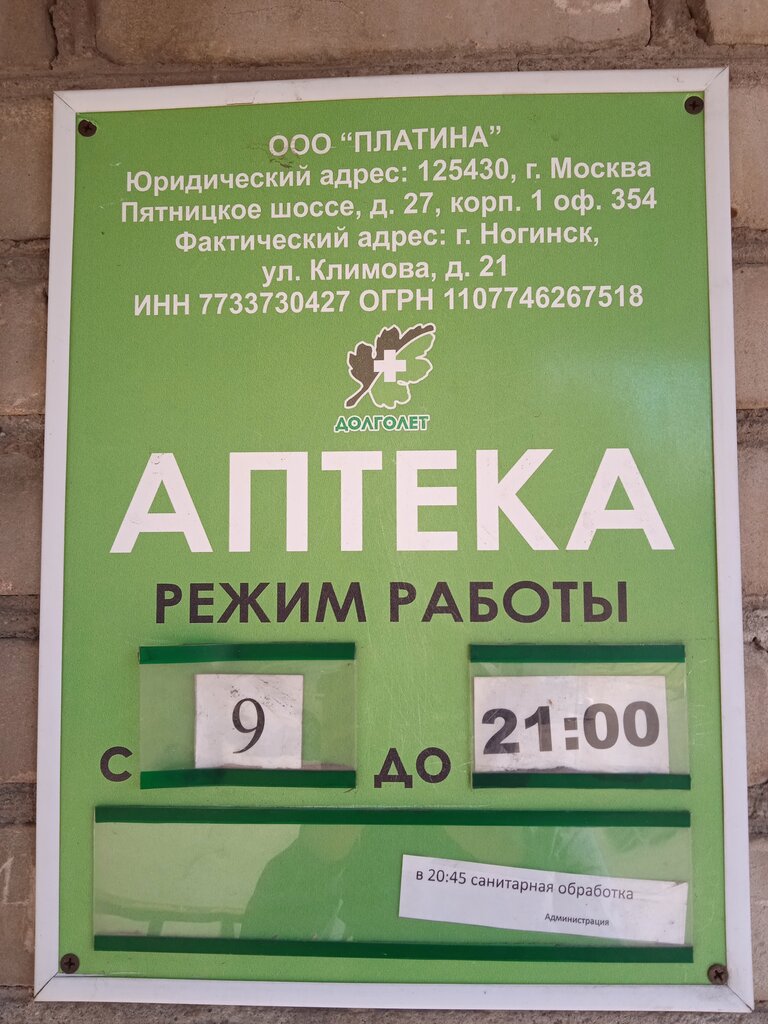 ООО “ПЛАТИНА”
Юридический адрес: 125430, г. Москва
Пятницкое шоссе, д. 27, корп. 1 оф. 354
Фактический адрес: г. Ногинск,
ул. Климова, д. 21
ИНН 7733730427 ОГРН 1107746267518
ДОЛГОЛЕТ
АПТЕКА
РЕЖИМ РАБОТЫ
С 9 ДО 21:00
в 20:45 санитарная обработка
Администрация